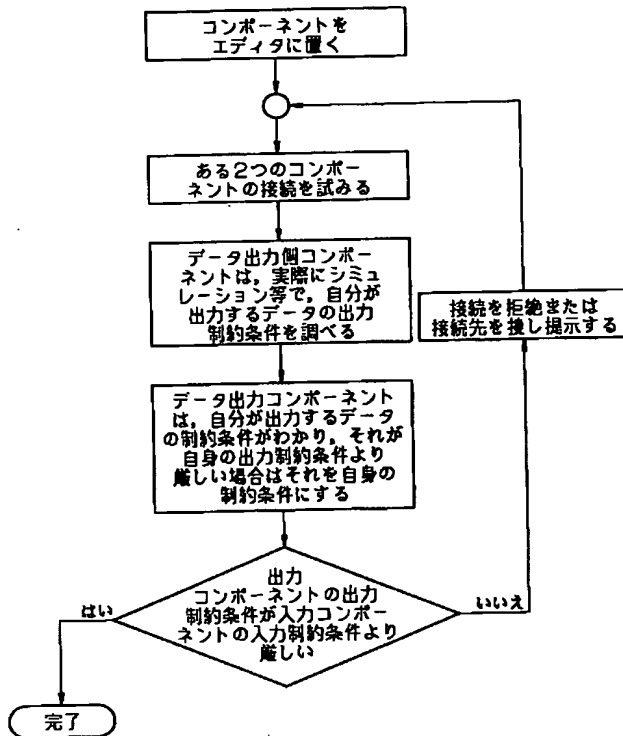 コンポーネントを
エディタに置く
ある2つのコンポー
ネントの接続を試みる
データ出力側コンポー
ネントは，実際にシミュ
レーション等で，自分が
出力するデータの出力
制約条件を調べる
接続を拒絶または
接続先を捜し提示する
データ出力コンポーネント
は，自分が出力するデータ
の制約条件がわかり，それが
自身の出力制約条件より
厳しい場合はそれを自身の
制約条件にする
出力
コンポーネントの出力
制約条件が入力コンポー
ネントの入力制約条件より
厳しい
はい
いいえ
完了